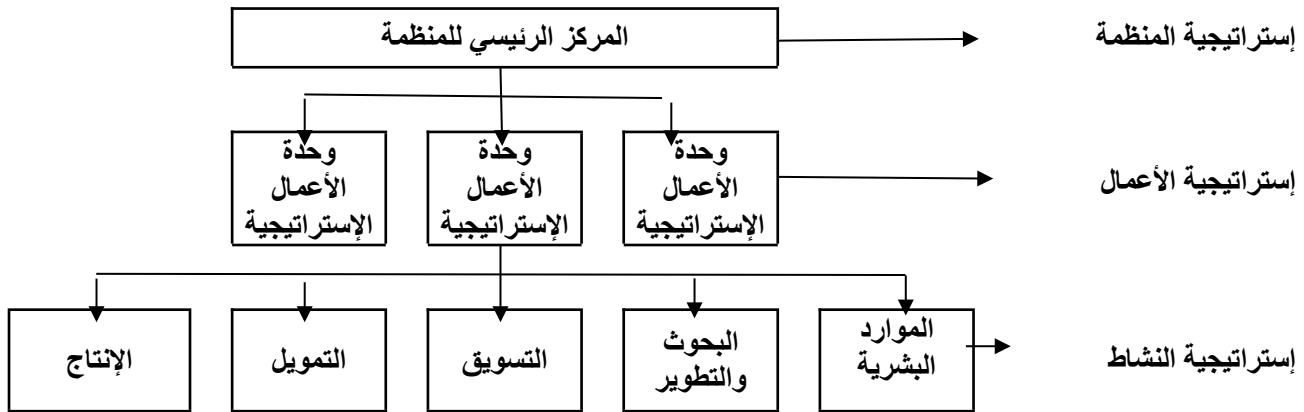 المركز الرئيسي للمنظمة
إستراتيجية المنظمة
وحدة
الأعمال
الإستراتيجية
وحدة
الأعمال
الإستراتيجية
وحدة
الأعمال
الإستراتيجية
إستراتيجية الأعمال
الموارد
البشرية
البحوث
والتطوير
التسويق
التمويل
الإنتاج
إستراتيجية النشاط